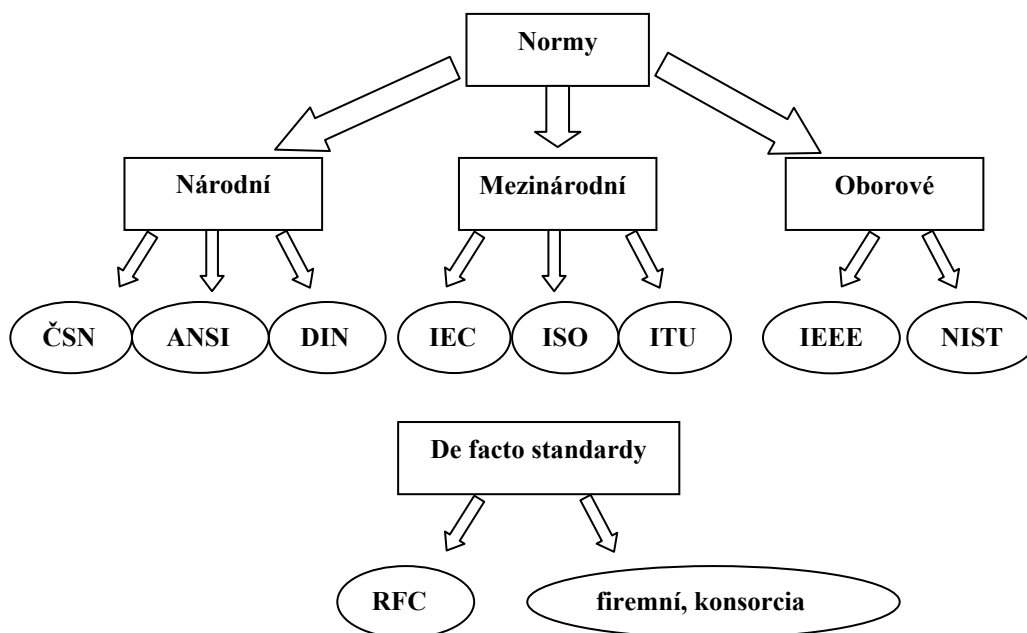 Normy
Národní
Mezinárodní
Oborové
ČSN
ANSI
DIN
IEC
ISO
ITU
IEEE
NIST
De facto standardy
RFC
firemní, konsorcia